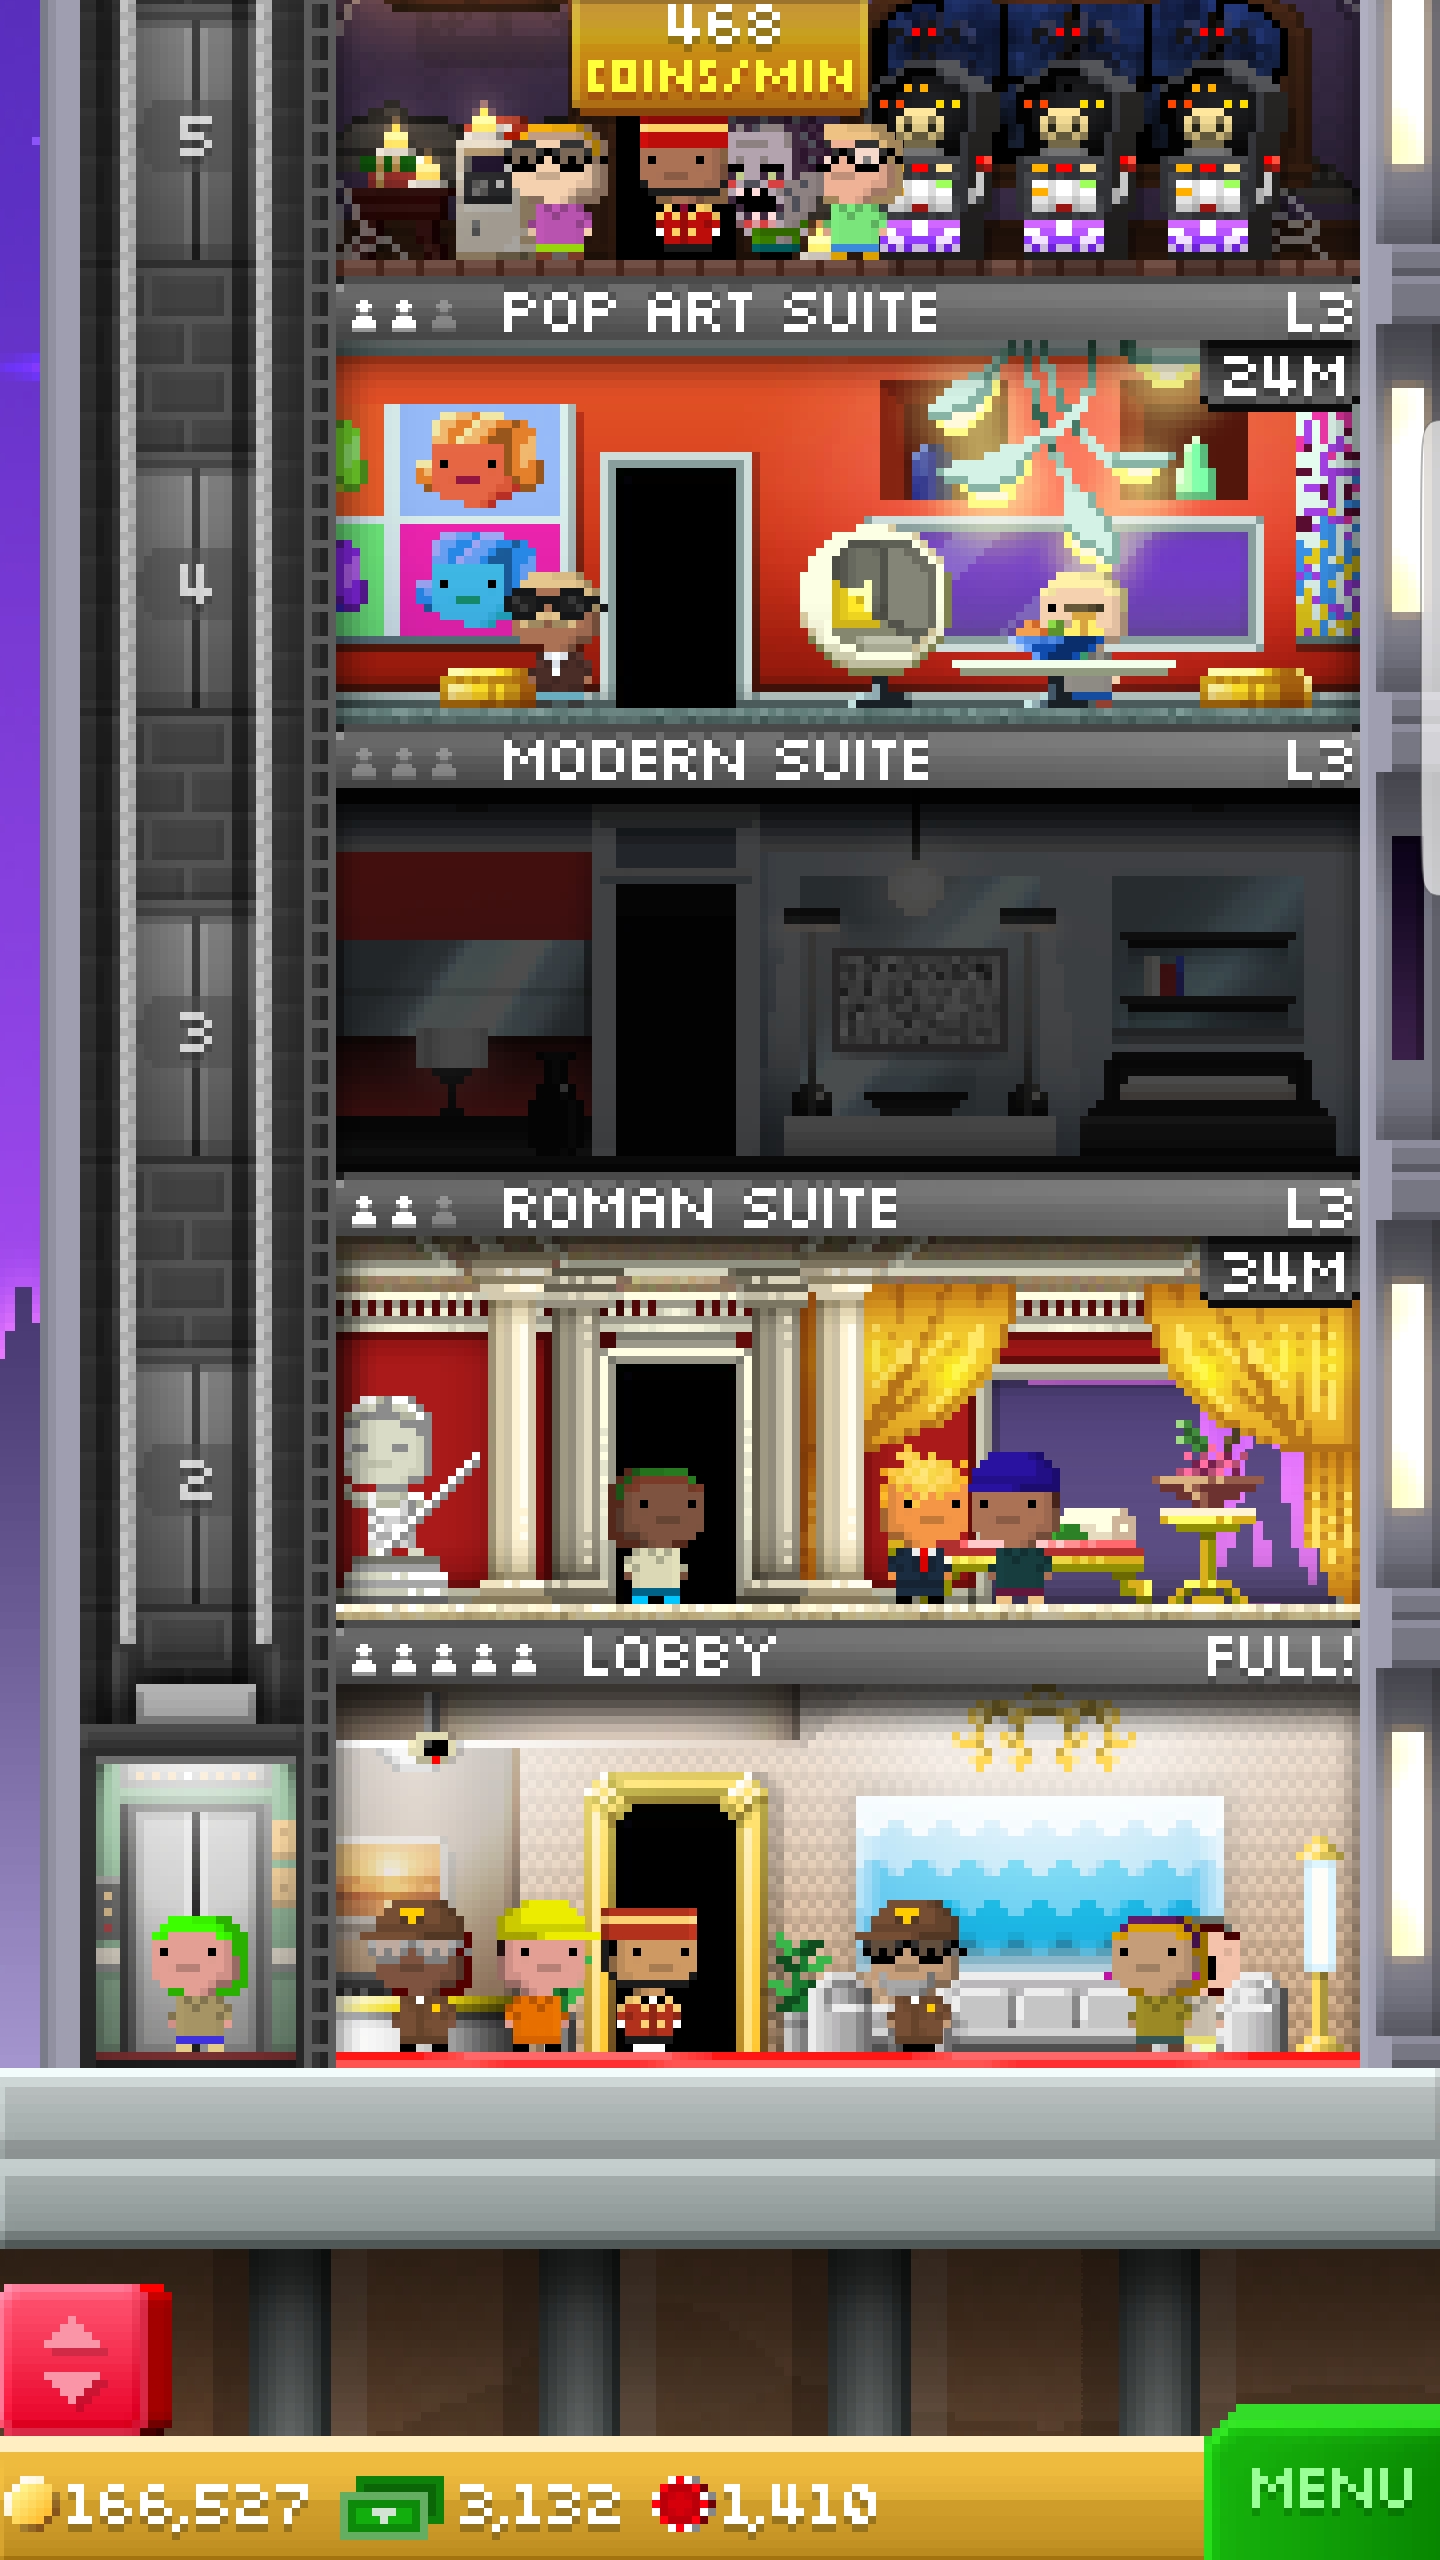 468
COINS/MIN
5
POP ART SUITE L3
24M
4
MODERN SUITE L3
3
ROMAN SUITE L3
34M
2
LOBBY FULL!
166,527 3,132 1,410
MENU